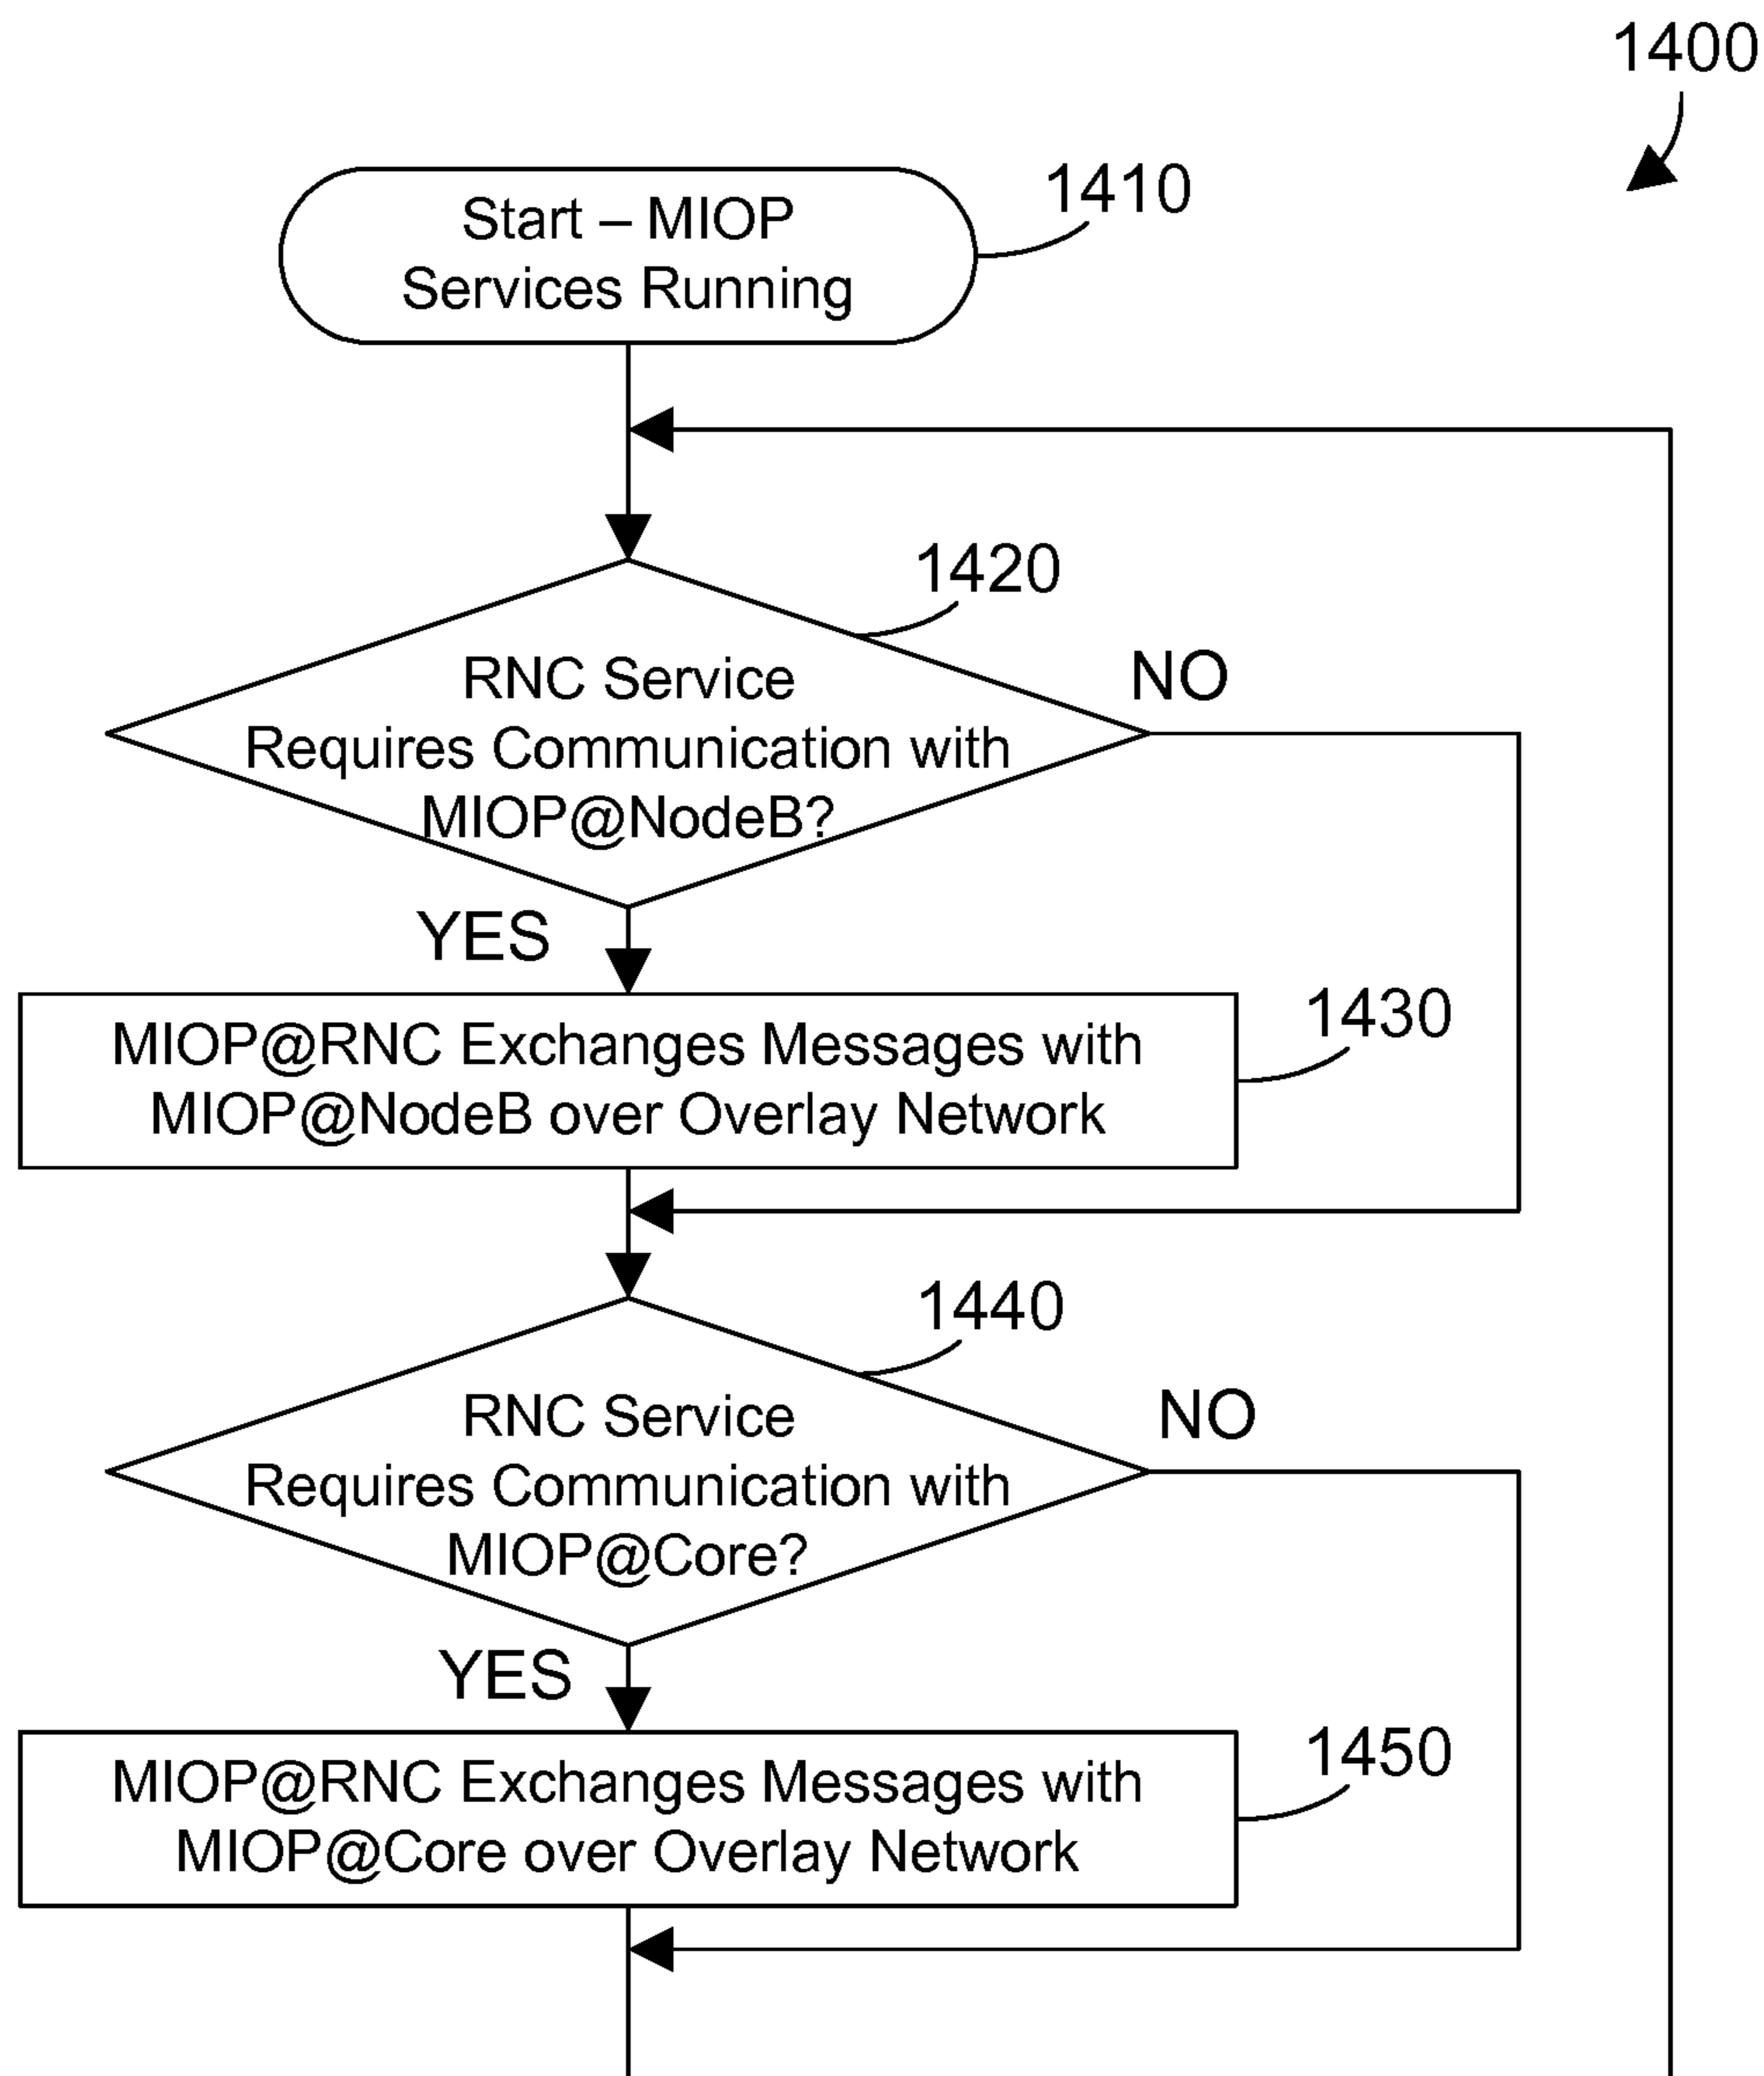 1400
Start – MIOP
Services Running
1410
1420
RNC Service
Requires Communication with
MIOP@NodeB?
NO
YES
1430
MIOP@RNC Exchanges Messages with
MIOP@NodeB over Overlay Network
1440
RNC Service
Requires Communication with
MIOP@Core?
NO
YES
1450
MIOP@RNC Exchanges Messages with
MIOP@Core over Overlay Network